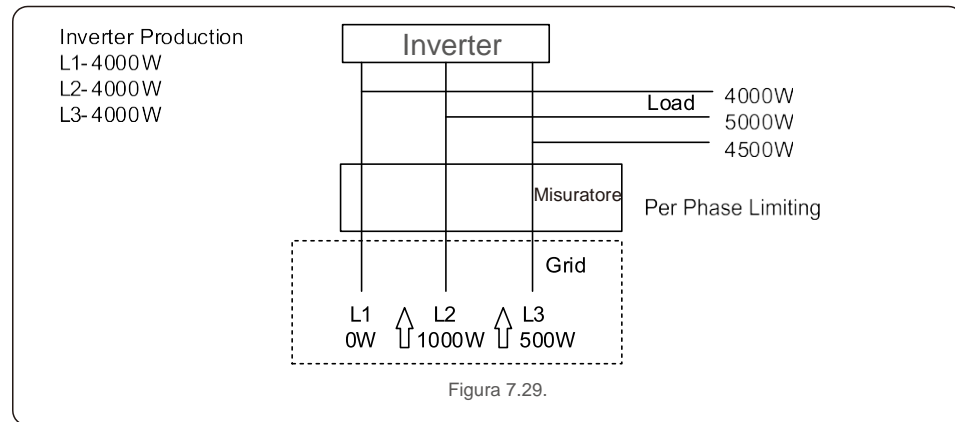 Inverter Production
L1-4000W
L2-4000W
L3-4000W
Inverter
Load
4000W
5000W
4500W
Misuratore
Per Phase Limiting
Grid
L1 L2 L3
0W 1000W 500W
Figura 7.29.